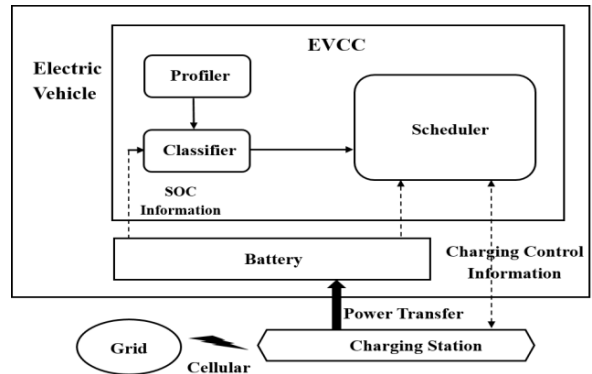 EVCC
Electric
Vehicle
Profiler
Scheduler
Classifier
SOC
Information
Battery
Charging Control
Information
Power Transfer
Grid
Cellular
Charging Station